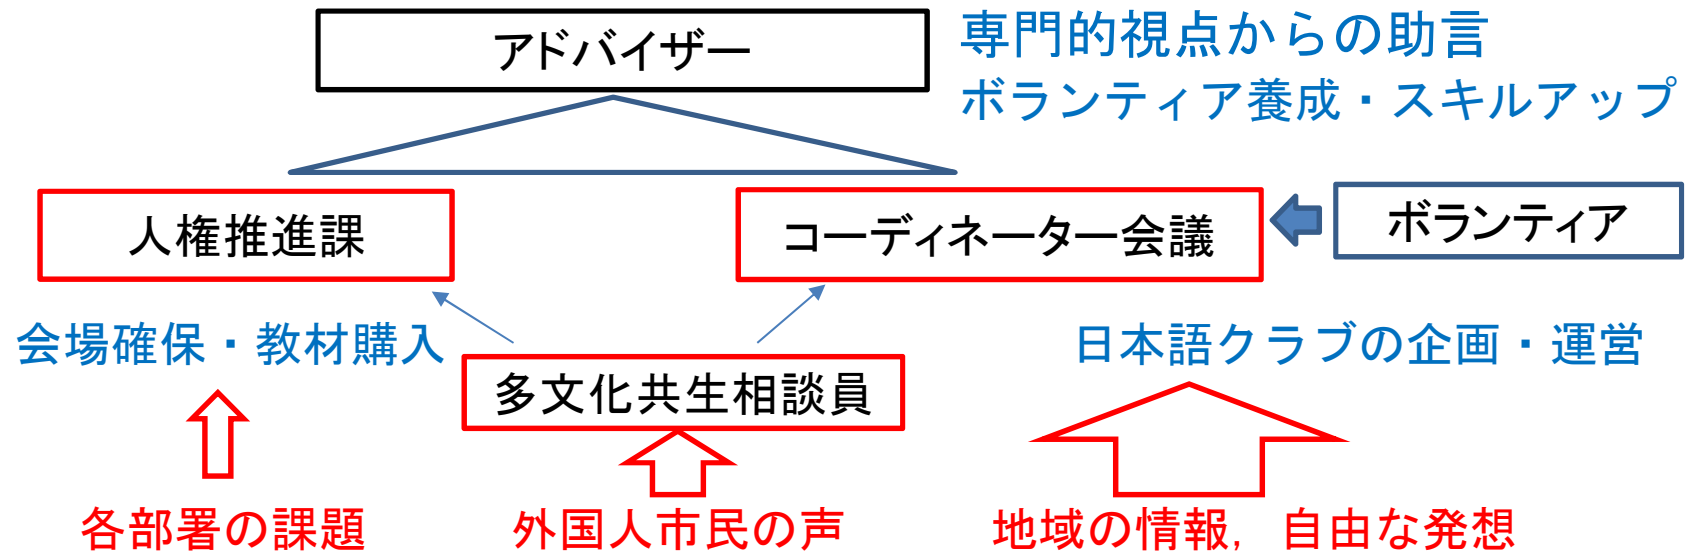 アドバイザー
専門的視点からの助言
ボランティア養成・スキルアップ
人権推進課
コーディネーター会議
ボランティア
会場確保・教材購入
日本語クラブの企画・運営
多文化共生相談員
各部署の課題
外国人市民の声
地域の情報，自由な発想